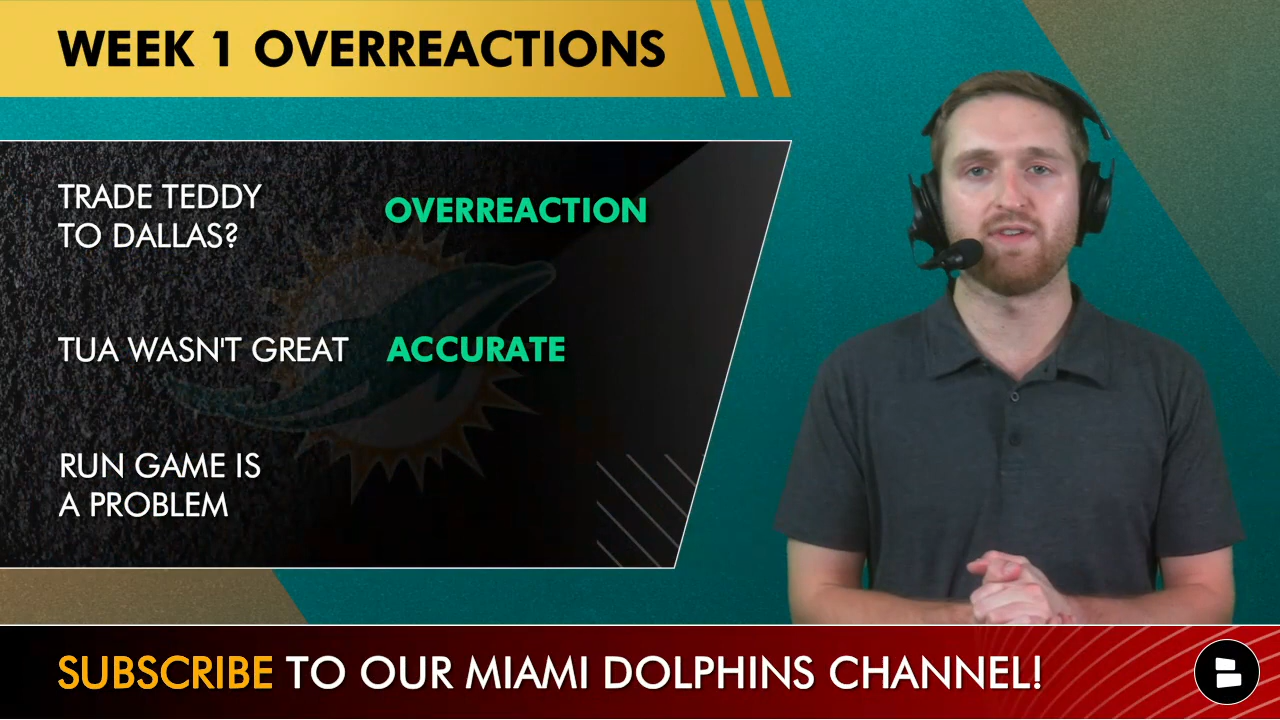 WEEK 1 OVERREACTIONS
TRADE TEDDY
TO DALLAS?
OVERREACTION
TUA WASN'T GREAT
ACCURATE
RUN GAME IS
A PROBLEM
SUBSCRIBE TO OUR MIAMI DOLPHINS CHANNEL!